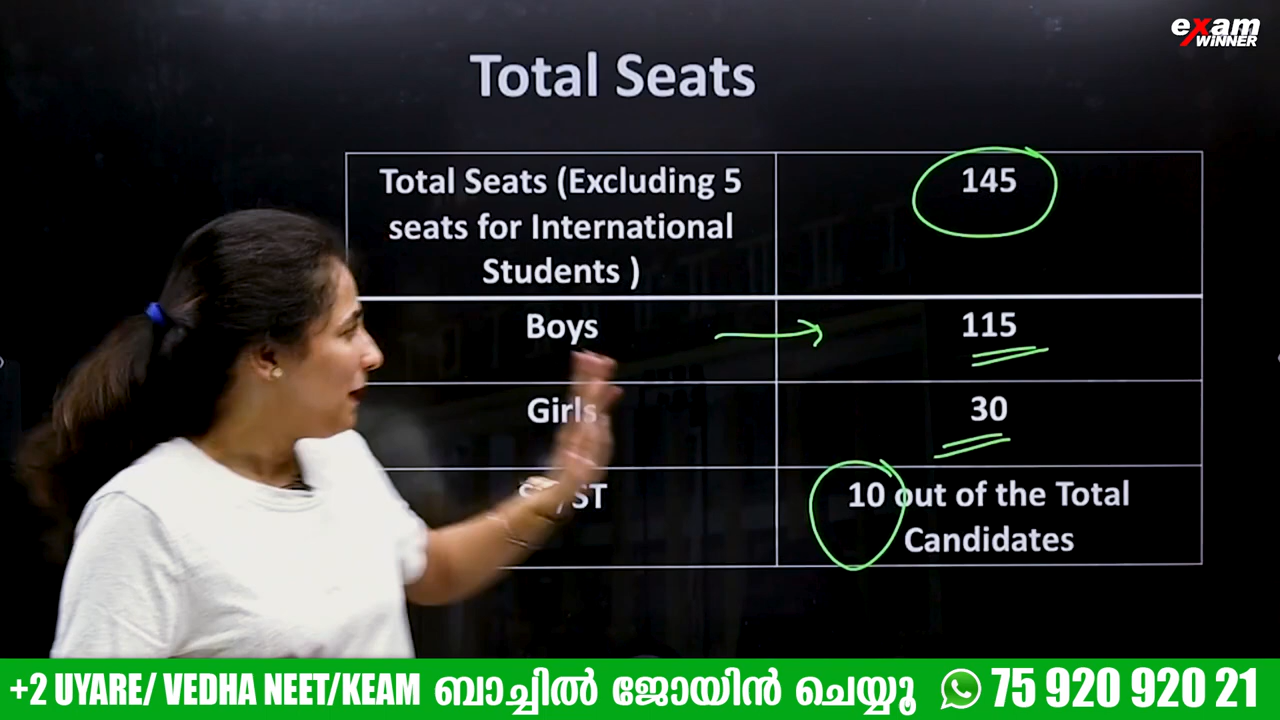 exam
WINNER
Total Seats
Total Seats (Excluding 5
seats for International
Students )
145
Boys
115
Girls
30
ST
10 out of the Total
Candidates
+2 UYARE/ VEDHA NEET/KEAM ബാച്ചിൽ ജോയിൻ ചെയ്യൂ 75 920 920 21